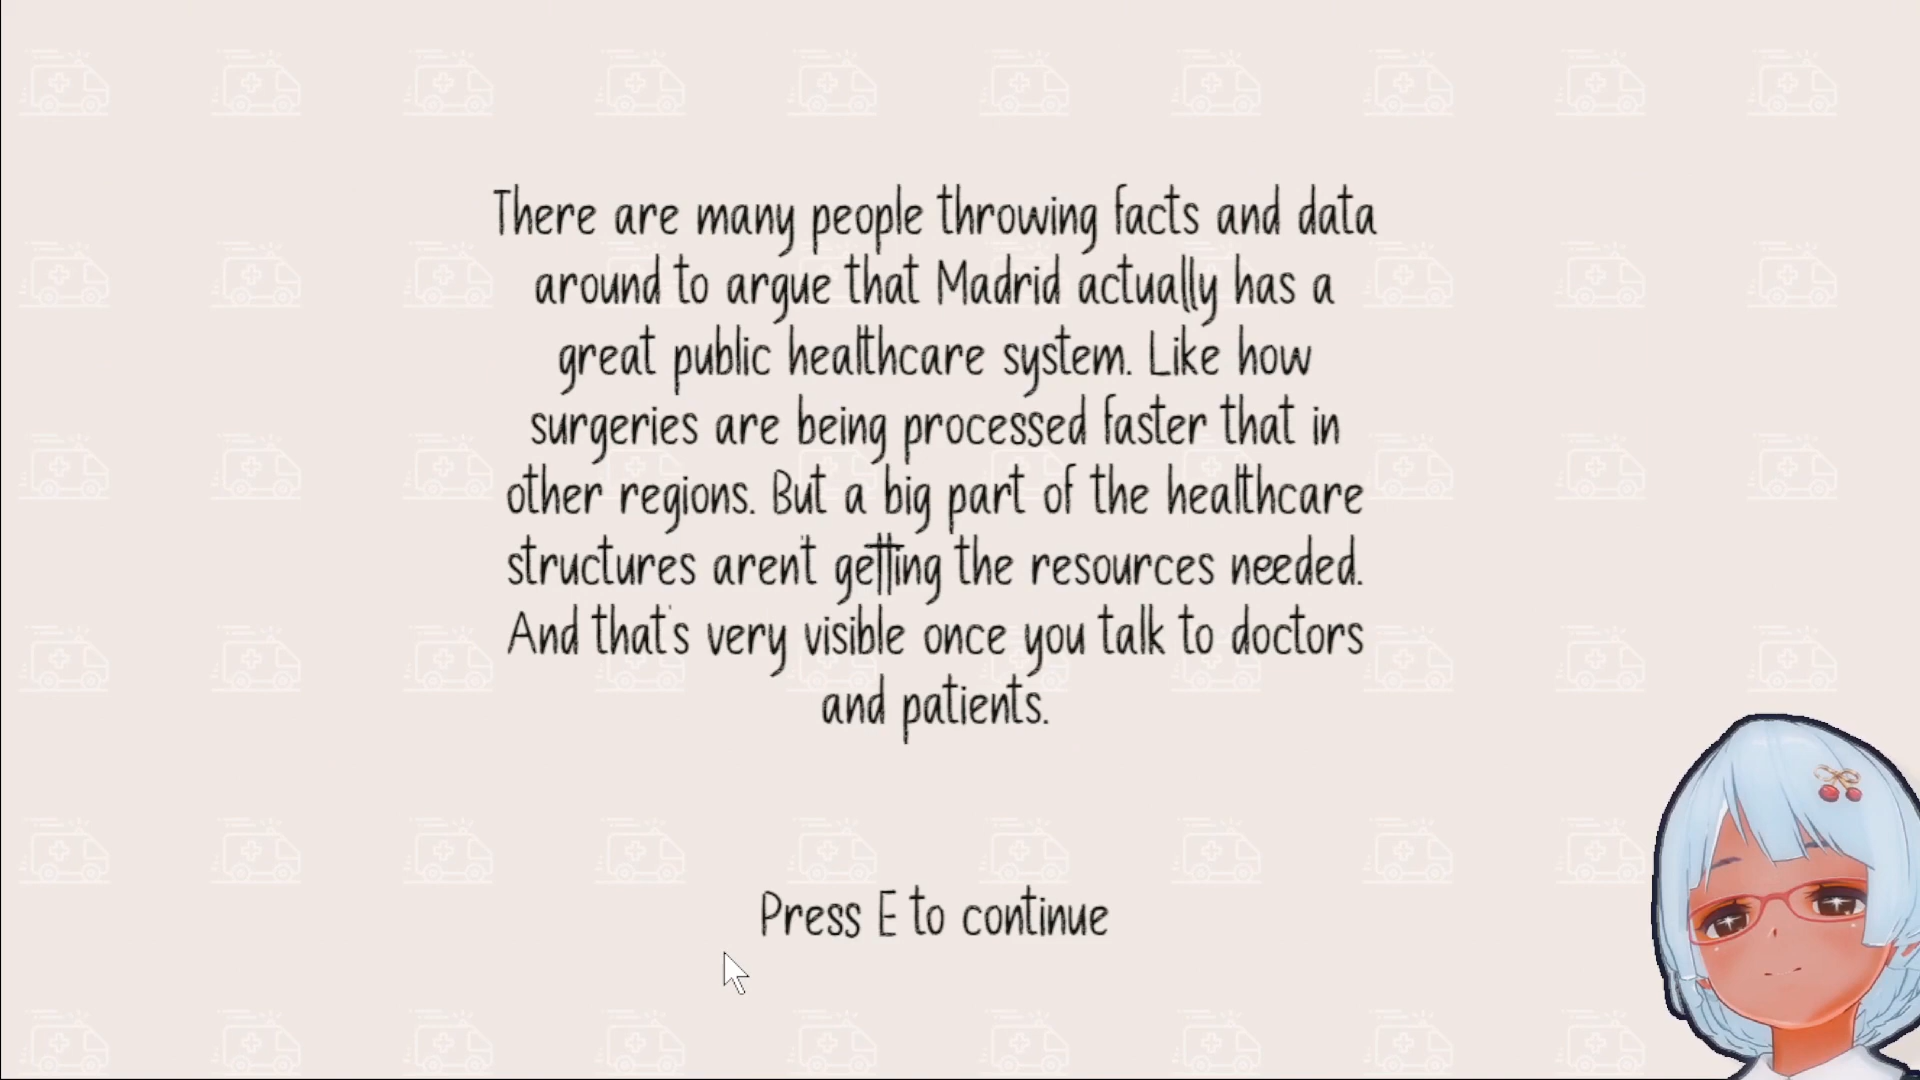 There are many people throwing facts and data
around to argue that Madrid actually has a
great public healthcare system. Like how
surgeries are being processed faster that in
other regions. But a big part of the healthcare
structures aren't getting the resources needed.
And that's very visible once you talk to doctors
and patients.
Press E to continue